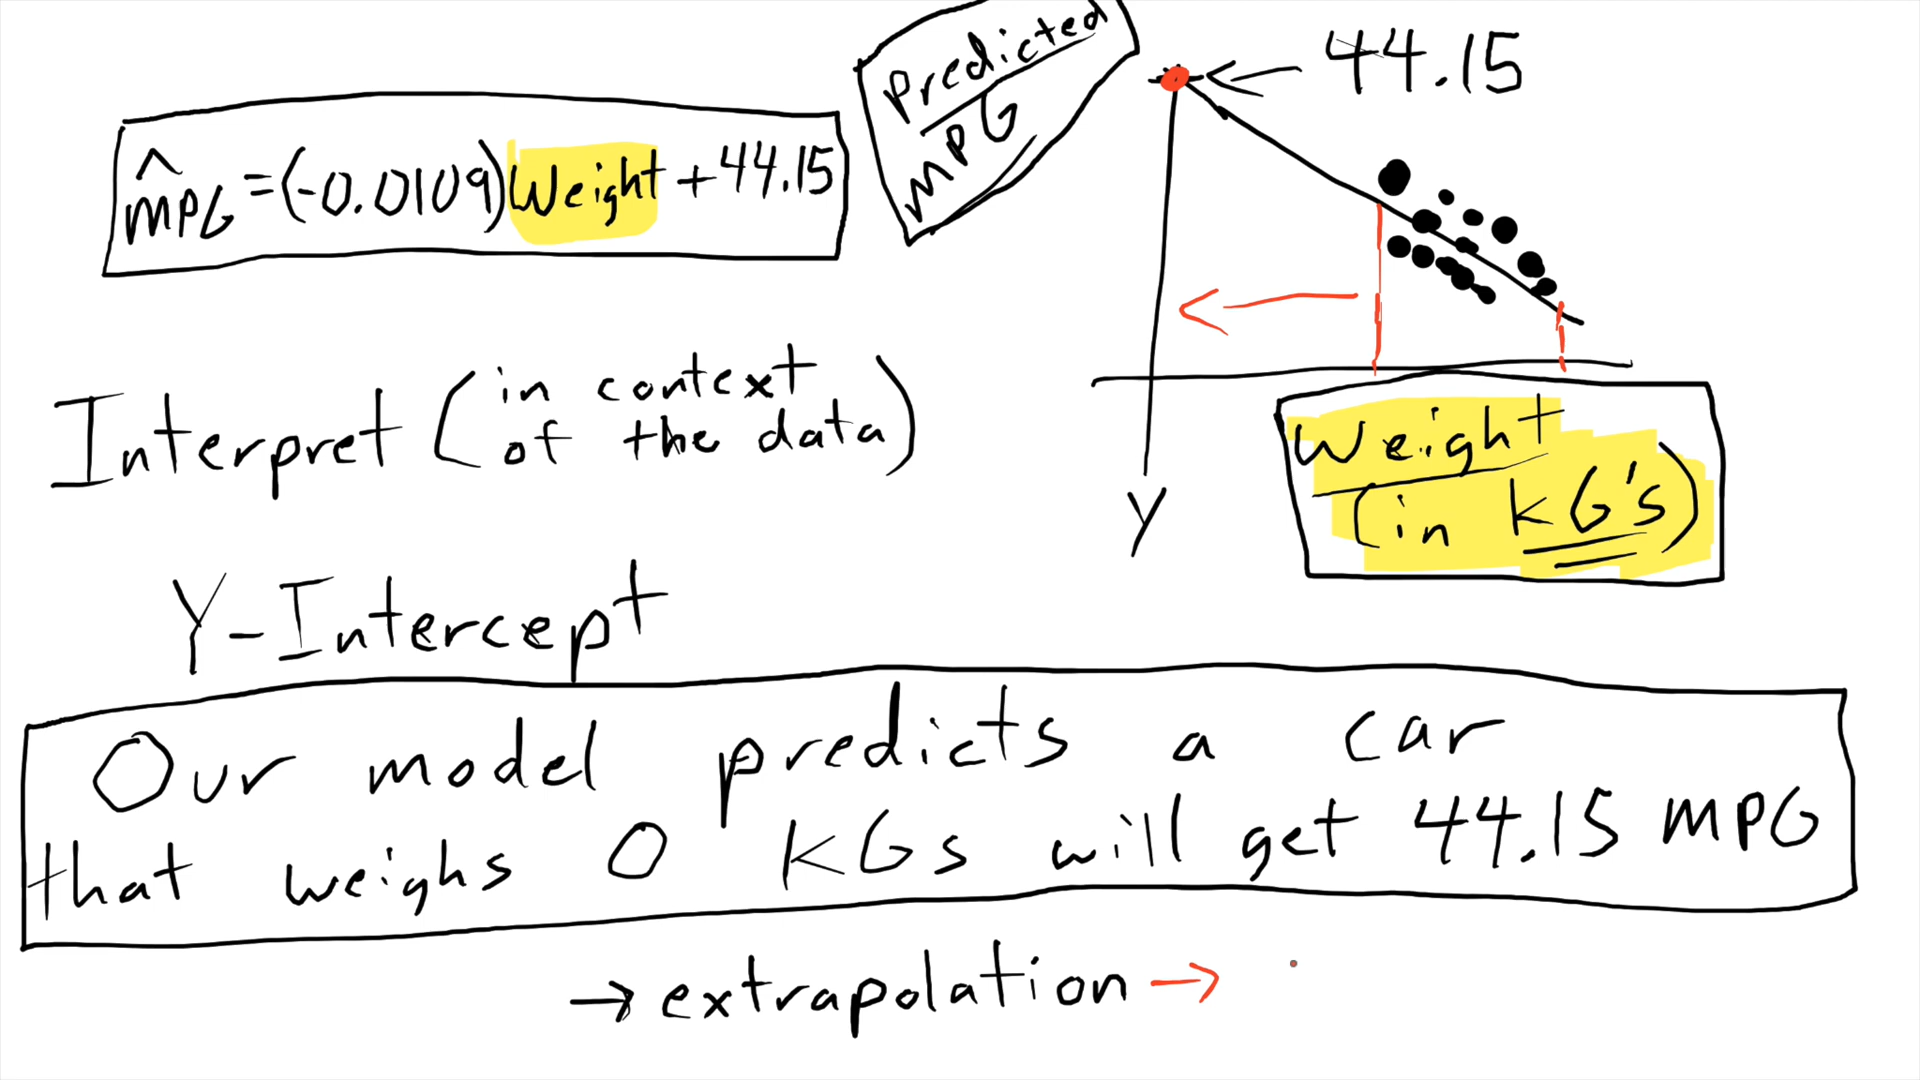 m̂PG = (-0.0109)Weight + 44.15
Predicted
MPG
44.15
Interpret (in context
of the data)
Y
Weight
(in KG's)
Y-Intercept
Our model predicts a car
that weighs 0 KGs will get 44.15 MPG
→ extrapolation →